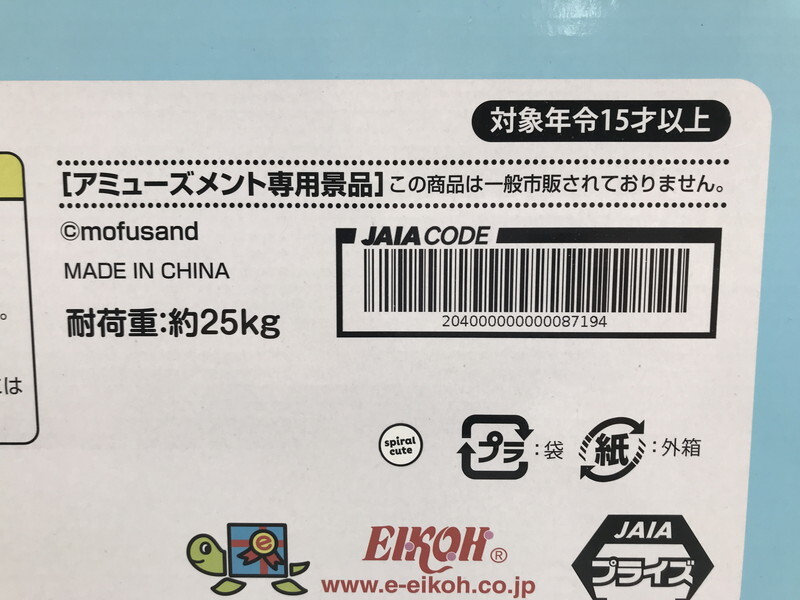 対象年令15才以上
[アミューズメント専用景品]この商品は一般市販されておりません。
©mofusand
MADE IN CHINA
耐荷重:約25kg
JAIA CODE
204000000000087194
。
は
spiral
cute
プラ:袋
紙:外箱
e
EIKOH®
www.e-eikoh.co.jp
JAIA
プライズ